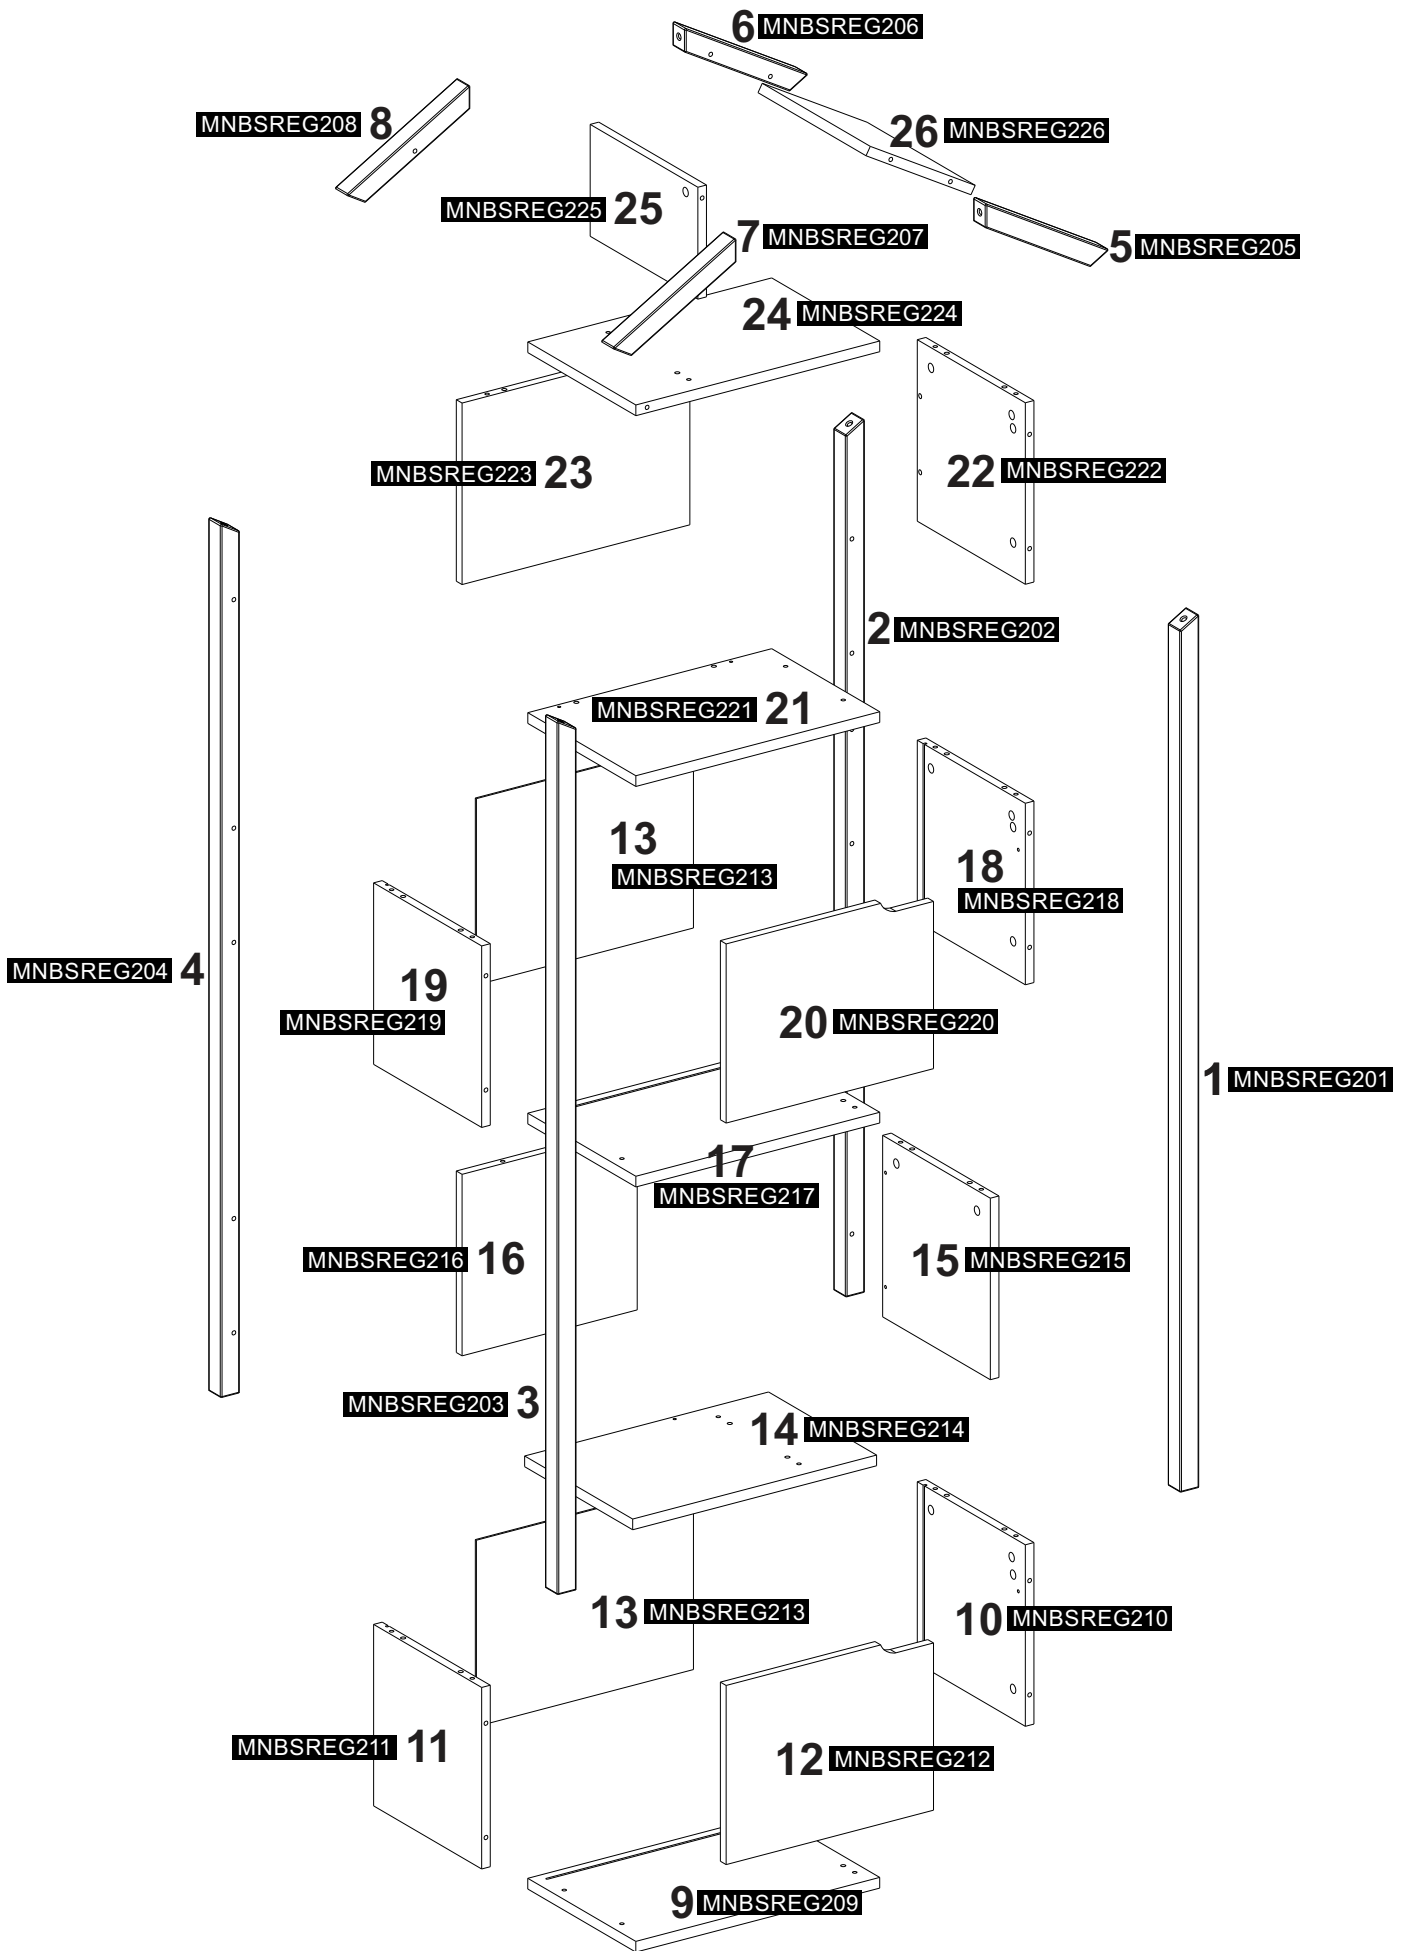 6 MNBSREG206
MNBSREG208 8
26 MNBSREG226
MNBSREG225 25
7 MNBSREG207
5 MNBSREG205
24 MNBSREG224
MNBSREG223 23
22 MNBSREG222
2 MNBSREG202
MNBSREG221 21
13
MNBSREG213
18
MNBSREG218
MNBSREG204 4
19
MNBSREG219
20 MNBSREG220
1 MNBSREG201
17
MNBSREG217
MNBSREG216 16
15 MNBSREG215
MNBSREG203 3
14 MNBSREG214
13 MNBSREG213
10 MNBSREG210
MNBSREG211 11
12 MNBSREG212
9 MNBSREG209